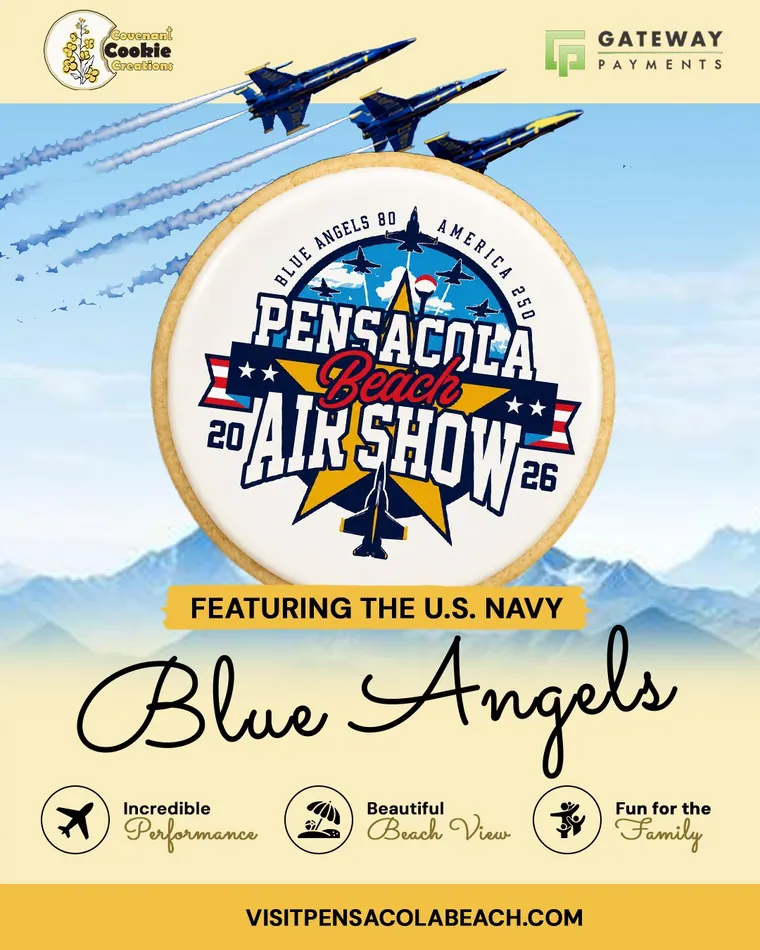 Covenant
Cookie
Creations
GATEWAY
PAYMENTS
BLUE ANGELS 80 AMERICA 250
PENSACOLA
Beach
AIR SHOW
20 26
FEATURING THE U.S. NAVY
Blue Angels
Incredible
Performance
Beautiful
Beach View
Fun for the
Family
VISITPENSACOLABEACH.COM